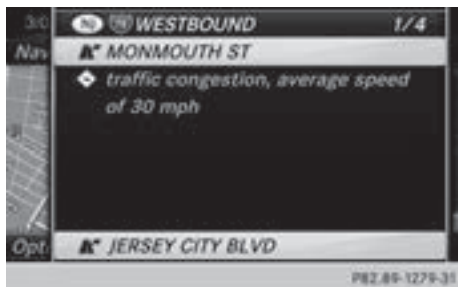 WESTBOUND 1/4
Nav
MONMOUTH ST
traffic congestion, average speed
of 30 mph
Opt
JERSEY CITY BLVD
P82.89-1279-31